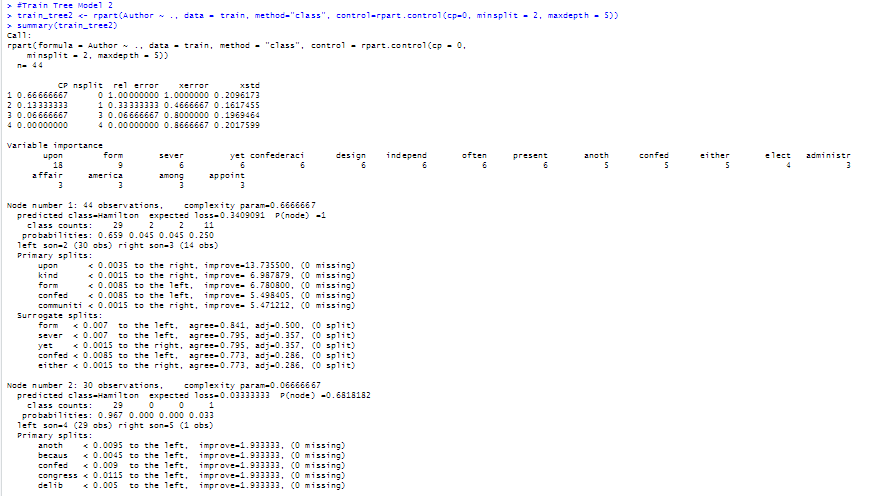 > #Train Tree Model 2
> train_tree2 <- rpart(Author ~ ., data = train, method="class", control=rpart.control(cp=0, minsplit = 2, maxdepth = 5))
> summary(train_tree2)
Call:
rpart(formula = Author ~ ., data = train, method = "class", control = rpart.control(cp = 0,
    minsplit = 2, maxdepth = 5))
  n= 44

          CP nsplit  rel error    xerror      xstd
1 0.66666667      0 1.00000000 1.0000000 0.2096173
2 0.13333333      1 0.33333333 0.4666667 0.1617455
3 0.06666667      3 0.06666667 0.8000000 0.1969464
4 0.00000000      4 0.00000000 0.8666667 0.2017599

Variable importance
      upon       form      sever        yet confederaci     design    independ      often    present      anoth      confed     either      elect  administr
        18          9          6          6          6          6          6          6          6          5          5          5          4          3
    affair    america      among    appoint
         3          3          3          3

Node number 1: 44 observations,    complexity param=0.6666667
  predicted class=Hamilton  expected loss=0.3409091  P(node) =1
    class counts:    29     2     2    11
   probabilities: 0.659 0.045 0.045 0.250
  left son=2 (30 obs) right son=3 (14 obs)
  Primary splits:
      upon      < 0.0035 to the right, improve=13.735500, (0 missing)
      kind      < 0.0015 to the right, improve= 6.987879, (0 missing)
      form      < 0.0085 to the left,  improve= 6.780800, (0 missing)
      confed    < 0.0085 to the left,  improve= 5.498405, (0 missing)
      communiti < 0.0015 to the right, improve= 5.471212, (0 missing)
  Surrogate splits:
      form   < 0.007  to the left,  agree=0.841, adj=0.500, (0 split)
      sever  < 0.007  to the left,  agree=0.795, adj=0.357, (0 split)
      yet    < 0.0015 to the right, agree=0.795, adj=0.357, (0 split)
      confed < 0.0085 to the left,  agree=0.773, adj=0.286, (0 split)
      either < 0.0015 to the right, agree=0.773, adj=0.286, (0 split)

Node number 2: 30 observations,    complexity param=0.06666667
  predicted class=Hamilton  expected loss=0.03333333  P(node) =0.6818182
    class counts:    29     0     0     1
   probabilities: 0.967 0.000 0.000 0.033
  left son=4 (29 obs) right son=5 (1 obs)
  Primary splits:
      anoth    < 0.0095 to the left,  improve=1.933333, (0 missing)
      becaus   < 0.0045 to the left,  improve=1.933333, (0 missing)
      confed   < 0.009  to the left,  improve=1.933333, (0 missing)
      congress < 0.0115 to the left,  improve=1.933333, (0 missing)
      delib    < 0.005  to the left,  improve=1.933333, (0 missing)